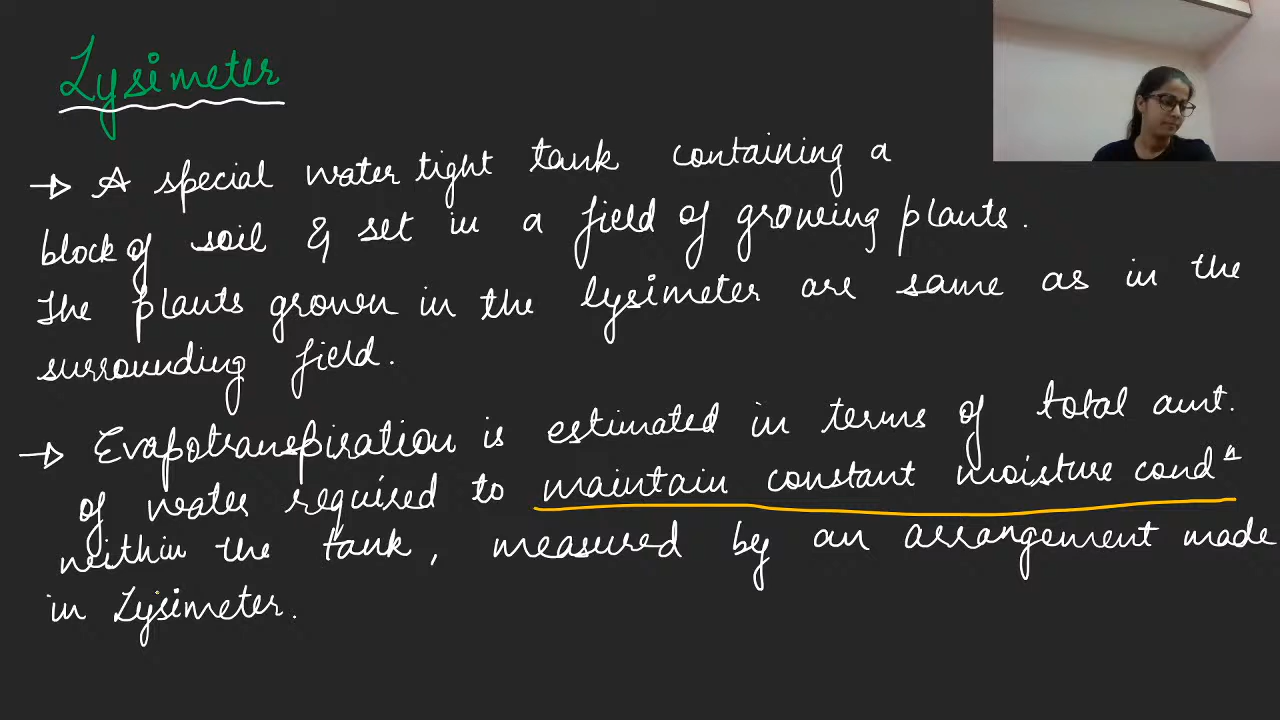 Lysimeter
→ A special water tight tank containing a
block of soil & set in a field of growing plants.
The plants grown in the lysimeter are same as in the
surrounding field.
→ Evapotranspiration is estimated in terms of total amt.
of water required to maintain constant moisture condⁿ
within the tank, measured by an arrangement made
in Lysimeter.